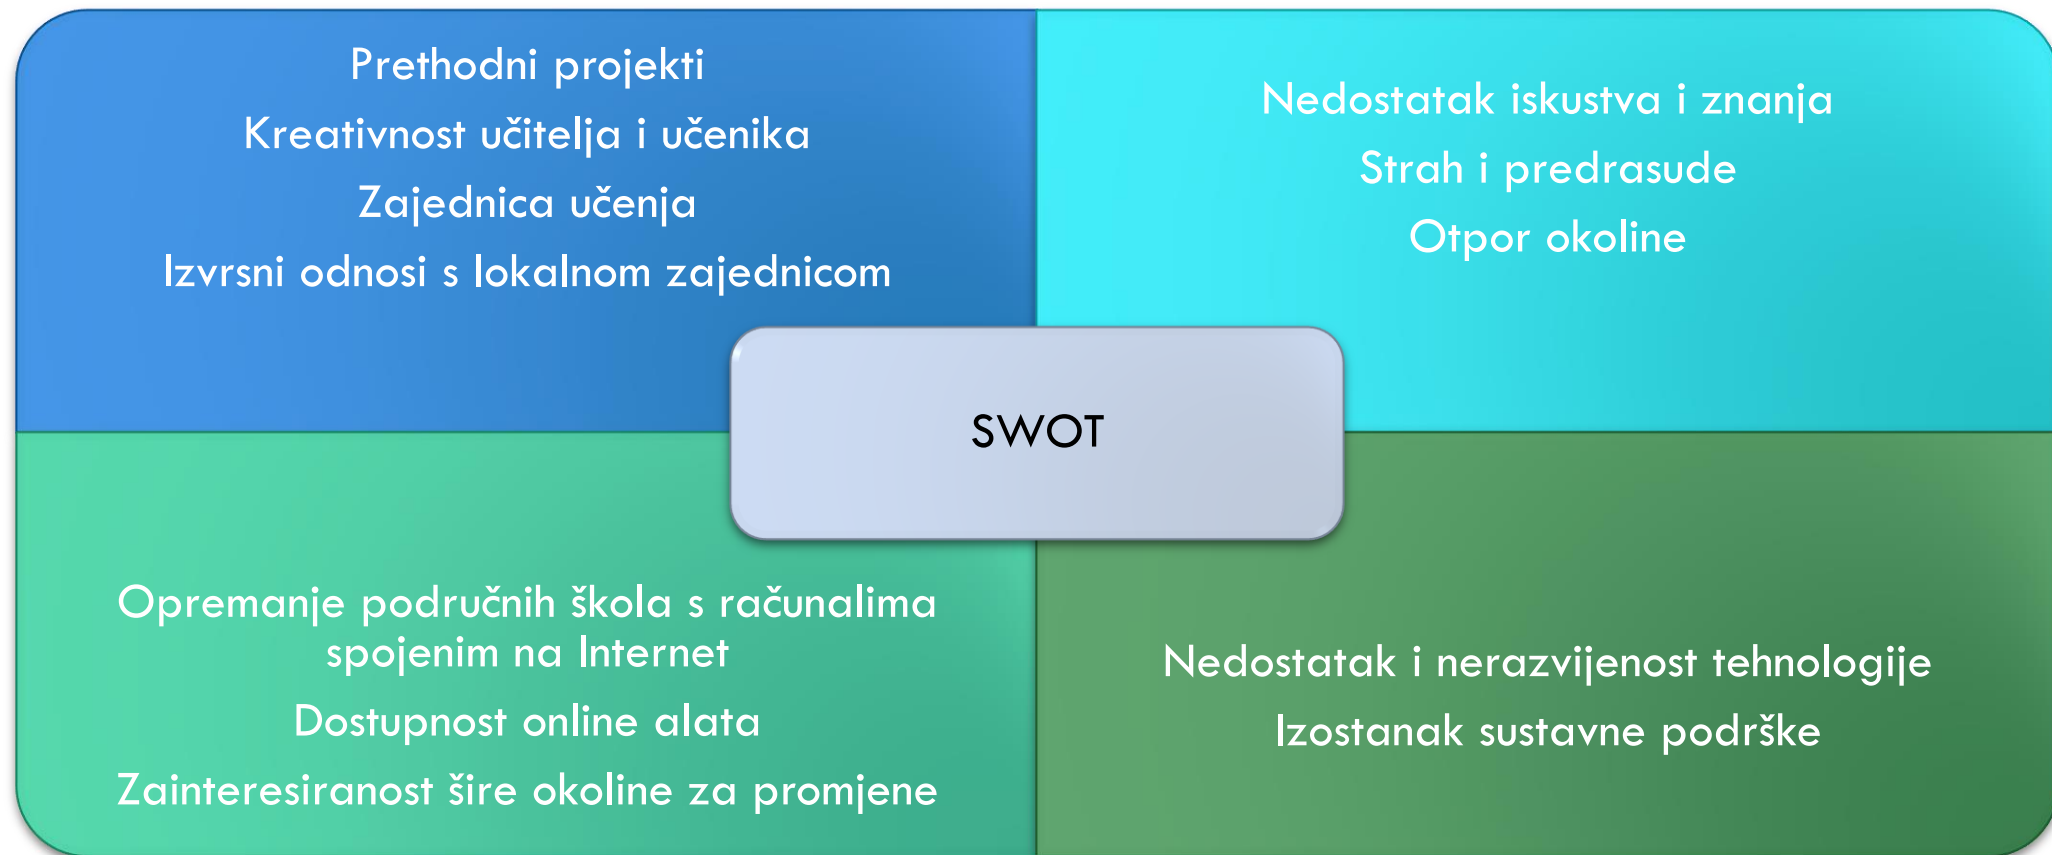 Prethodni projekti
Kreativnost učitelja i učenika
Zajednica učenja
Izvrsni odnosi s lokalnom zajednicom
Nedostatak iskustva i znanja
Strah i predrasude
Otpor okoline
SWOT
Opremanje područnih škola s računalima
spojenim na Internet
Dostupnost online alata
Zainteresiranost šire okoline za promjene
Nedostatak i nerazvijenost tehnologije
Izostanak sustavne podrške